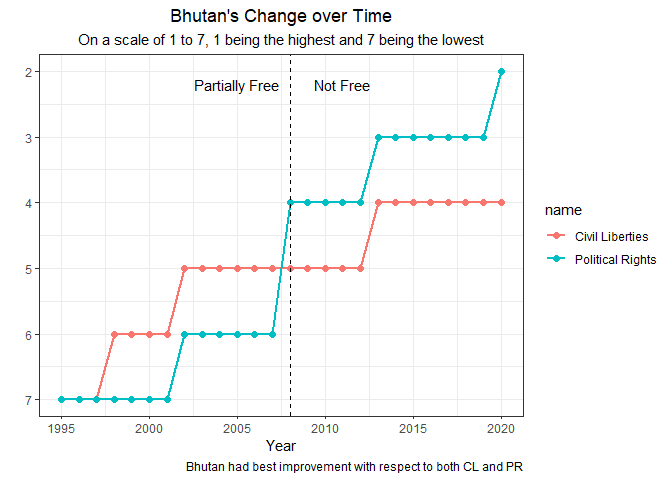 Bhutan's Change over Time
On a scale of 1 to 7, 1 being the highest and 7 being the lowest
2
3
4
5
6
7
Partially Free
Not Free
1995
2000
2005
2010
2015
2020
Year
name
Civil Liberties
Political Rights
Bhutan had best improvement with respect to both CL and PR